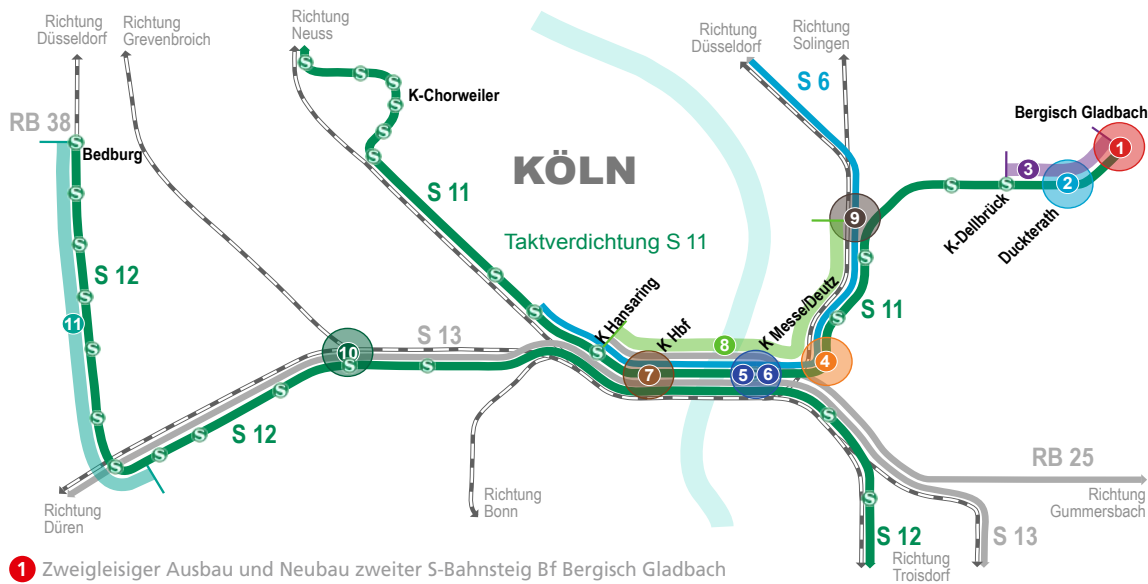 Richtung
Düsseldorf
Richtung
Grevenbroich
Richtung
Neuss
Richtung
Düsseldorf
Richtung
Solingen
S 6
K-Chorweiler
Bergisch Gladbach
RB 38
Bedburg
KÖLN
1
3
2
S 11
K-Dellbrück
Duckterath
9
Taktverdichtung S 11
S 12
S 11
11
K Hansaring
K Hbf
K Messe/Deutz
S 13
10
8
7
5
6
4
S 12
RB 25
Richtung
Düren
Richtung
Bonn
Richtung
Gummersbach
S 12
S 13
Richtung
Troisdorf
1 Zweigleisiger Ausbau und Neubau zweiter S-Bahnsteig Bf Bergisch Gladbach